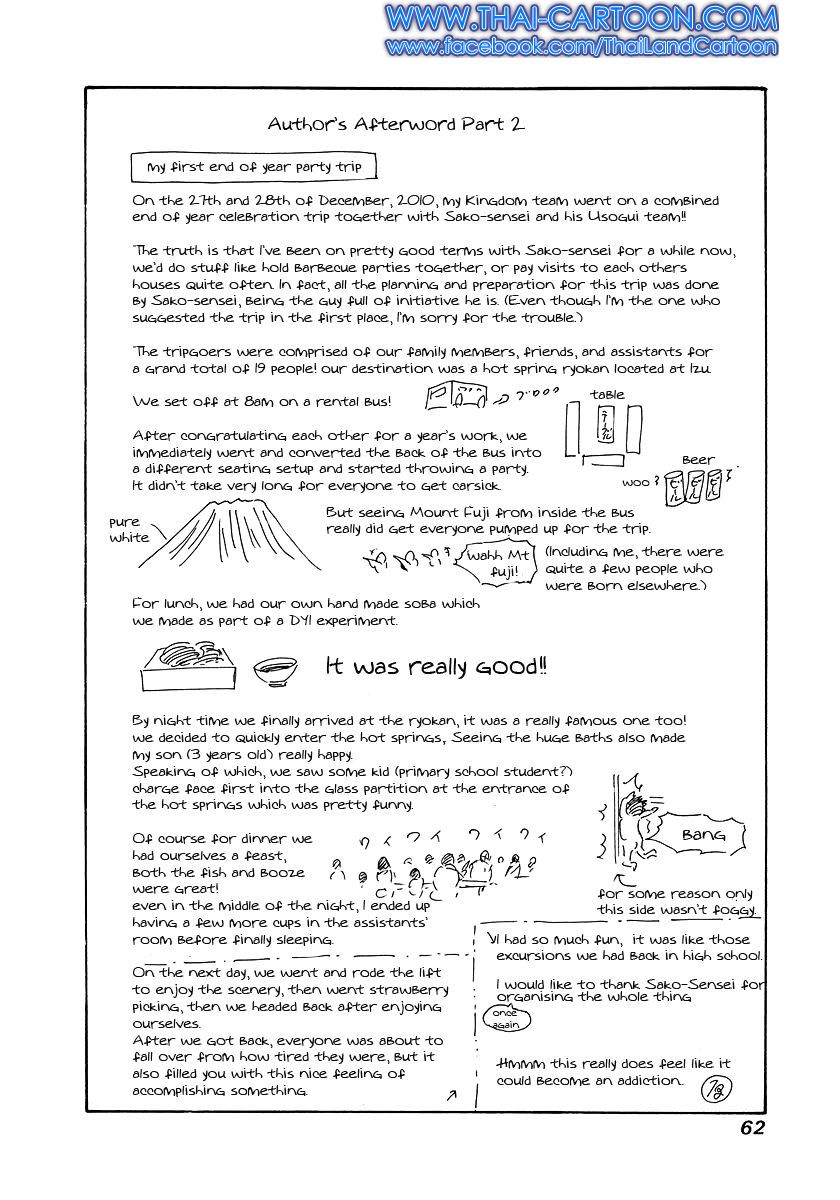 WWW.THAI-CARTOON.COM
www.facebook.com/ThaiLandCartoon
Author's Afterword Part 2
My first end of year party trip
On the 27th and 28th of December, 2010, my Kingdom team went on a combined
end of year celebration trip together with Sako-sensei and his Usogui team!!
The truth is that I've been on pretty good terms with Sako-sensei for a while now,
we'd do stuff like hold barbecue parties together, or pay visits to each others
houses quite often. In fact, all the planning and preparation for this trip was done
by Sako-sensei, being the guy full of initiative he is. (Even though I'm the one who
suggested the trip in the first place, I'm sorry for the trouble.)
The tripgoers were comprised of our family members, friends, and assistants for
a grand total of 19 people! our destination was a hot spring ryokan located at Izu.
We set off at 8am on a rental bus!
table
テーブル
After congratulating each other for a year's work, we
immediately went and converted the back of the bus into
a different seating setup and started throwing a party.
It didn't take very long for everyone to get carsick.
Beer
woo
ビール ビール ビール
But seeing Mount Fuji from inside the bus
really did get everyone pumped up for the trip.
pure
white
wahh Mt
fuji!
(Including me, there were
quite a few people who
were born elsewhere.)
For lunch, we had our own hand made soba which
we made as part of a DYI experiment.
It was really good!!
By night time we finally arrived at the ryokan, it was a really famous one too!
we decided to quickly enter the hot springs, Seeing the huge baths also made
my son (3 years old) really happy.
Speaking of which, we saw some kid (primary school student?)
charge face first into the glass partition at the entrance of
the hot springs which was pretty funny.
BANG
for some reason only
this side wasn't foggy.
Of course for dinner we
had ourselves a feast,
both the fish and booze
were great!
even in the middle of the night, I ended up
having a few more cups in the assistants'
room before finally sleeping.
ワイ ワイ ワイ ワイ
On the next day, we went and rode the lift
to enjoy the scenery, then went strawberry
picking, then we headed back after enjoying
ourselves.
After we got back, everyone was about to
fall over from how tired they were, but it
also filled you with this nice feeling of
accomplishing something.
I had so much fun, it was like those
excursions we had back in high school.
I would like to thank Sako-Sensei for
organising the whole thing
once
again
Hmmm this really does feel like it
could become an addiction.
62